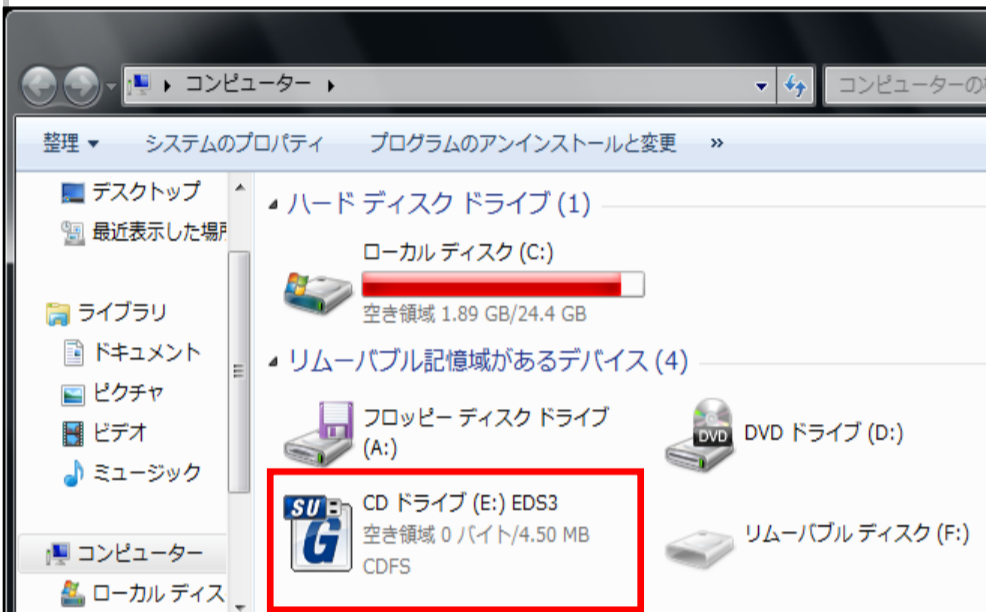 コンピューター
コンピューターの
整理 システムのプロパティ プログラムのアンインストールと変更 »
デスクトップ
最近表示した場所
ライブラリ
ドキュメント
ピクチャ
ビデオ
ミュージック
コンピューター
ローカル ディス
ハード ディスク ドライブ (1)
ローカル ディスク (C:)
空き領域 1.89 GB/24.4 GB
リムーバブル記憶域があるデバイス (4)
フロッピー ディスク ドライブ
(A:)
DVD
DVD ドライブ (D:)
SU
G
CD ドライブ (E:) EDS3
空き領域 0 バイト/4.50 MB
CDFS
リムーバブル ディスク (F:)